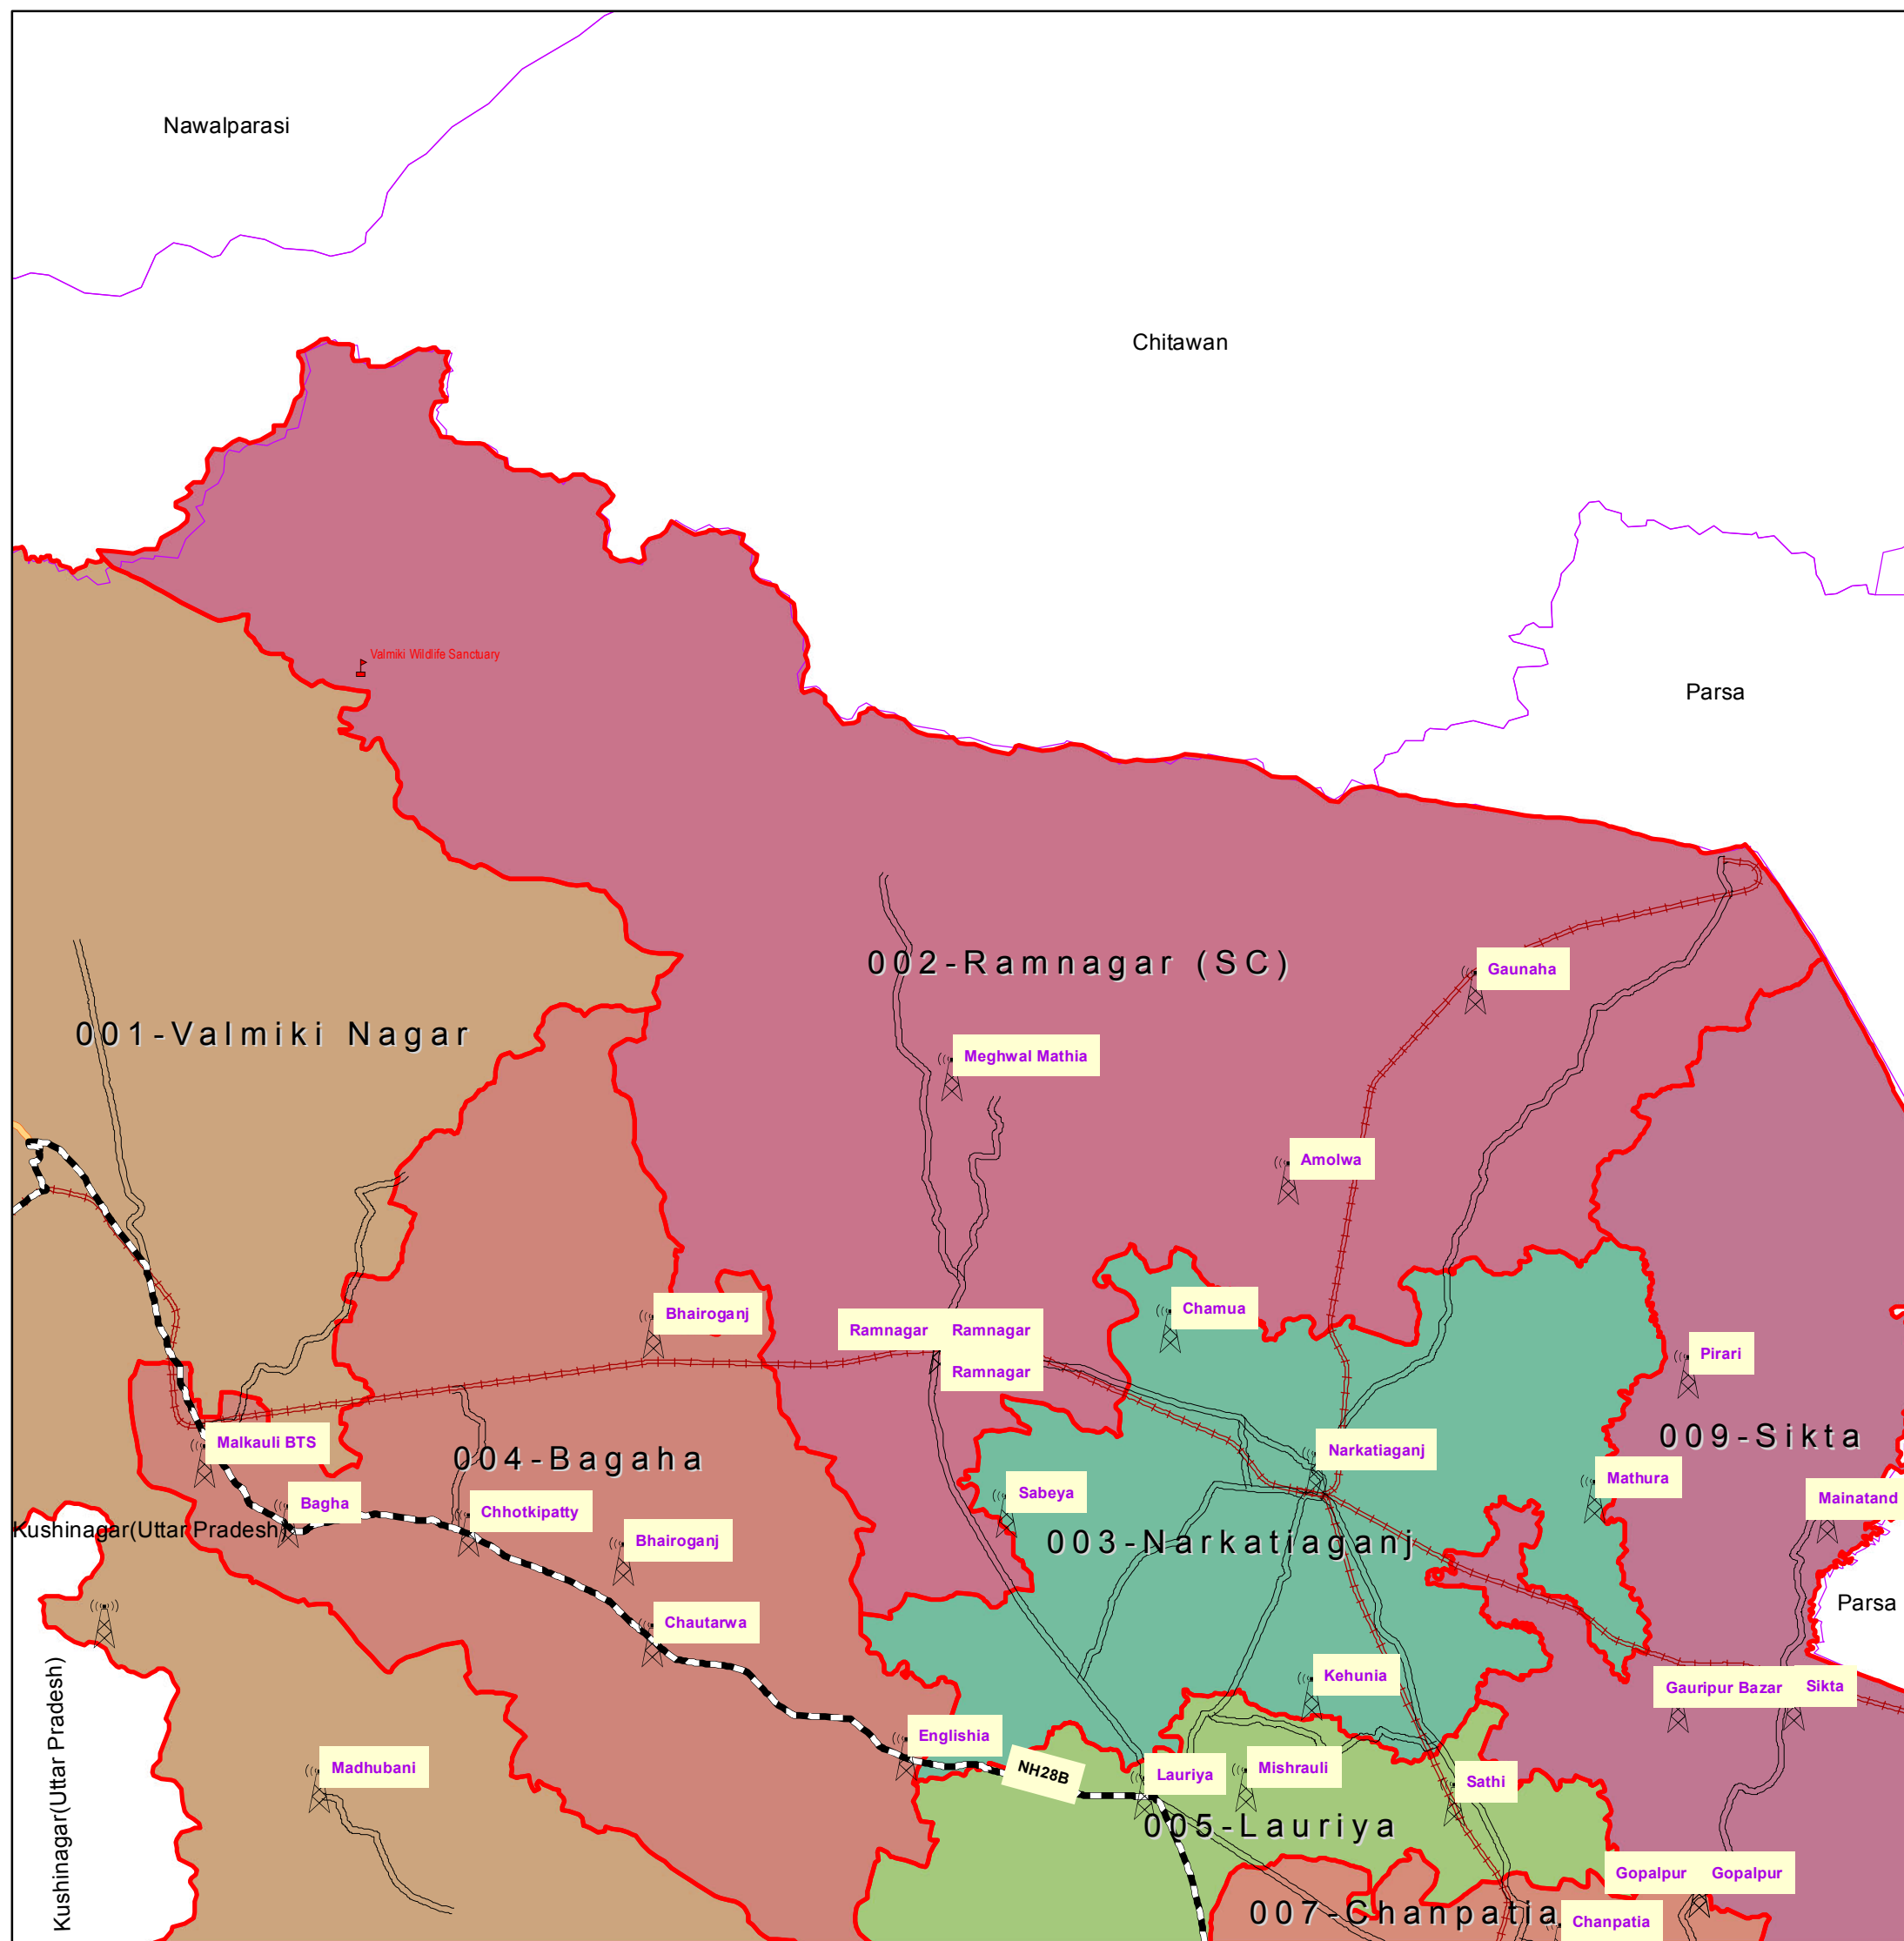 Nawalparasi
Chitawan
Valmiki Wildlife Sanctuary
Parsa
002-Ramnagar (SC)
Gaunaha
001-Valmiki Nagar
Meghwal Mathia
Amolwa
Chamua
Bhairoganj
Ramnagar
Ramnagar
Ramnagar
Pirari
009-Sikta
Malkauli BTS
004-Bagaha
Narkatiaganj
Mathura
Sabeya
Mainatand
Bagha
Chhotkipatty
Kushinagar(Uttar Pradesh)
Bhairoganj
003-Narkatiaganj
Parsa
Chautarwa
Kehunia
Gauripur Bazar
Sikta
Englishia
Madhubani
NH28B
Lauriya
Mishrauli
Sathi
Kushinagar(Uttar Pradesh)
005-Lauriya
Gopalpur
Gopalpur
007-Chanpatia
Chanpatia